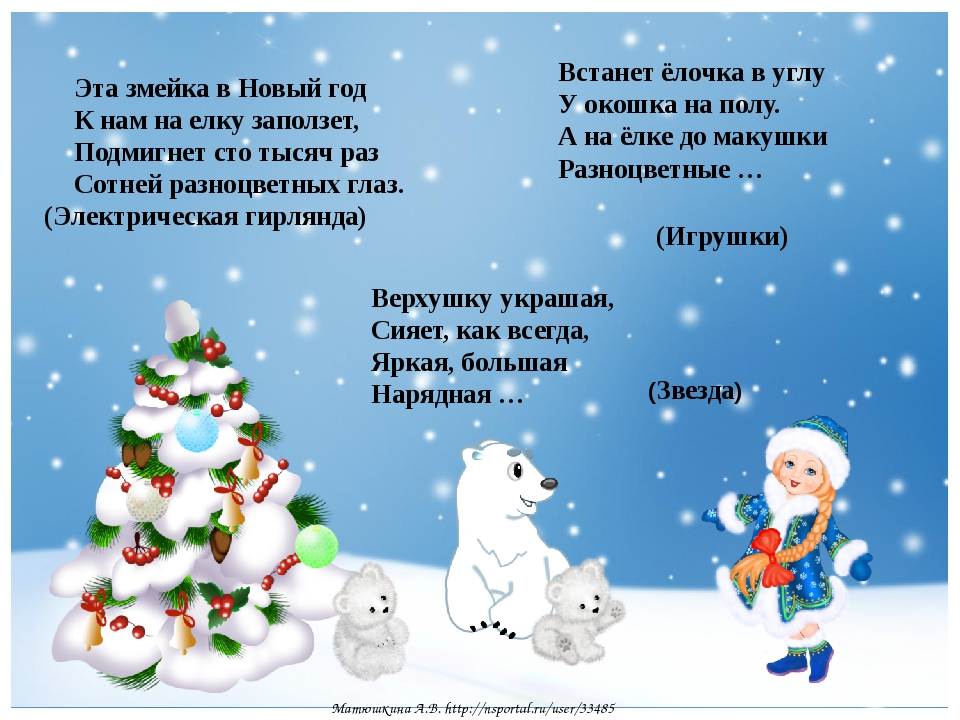 Эта змейка в Новый год
К нам на елку заползет,
Подмигнет сто тысяч раз
Сотней разноцветных глаз.
(Электрическая гирлянда)
Встанет ёлочка в углу
У окошка на полу.
А на ёлке до макушки
Разноцветные …
(Игрушки)
Верхушку украшая,
Сияет, как всегда,
Яркая, большая
Нарядная …
(Звезда)
Матюшкина А.В. http://nsportal.ru/user/33485